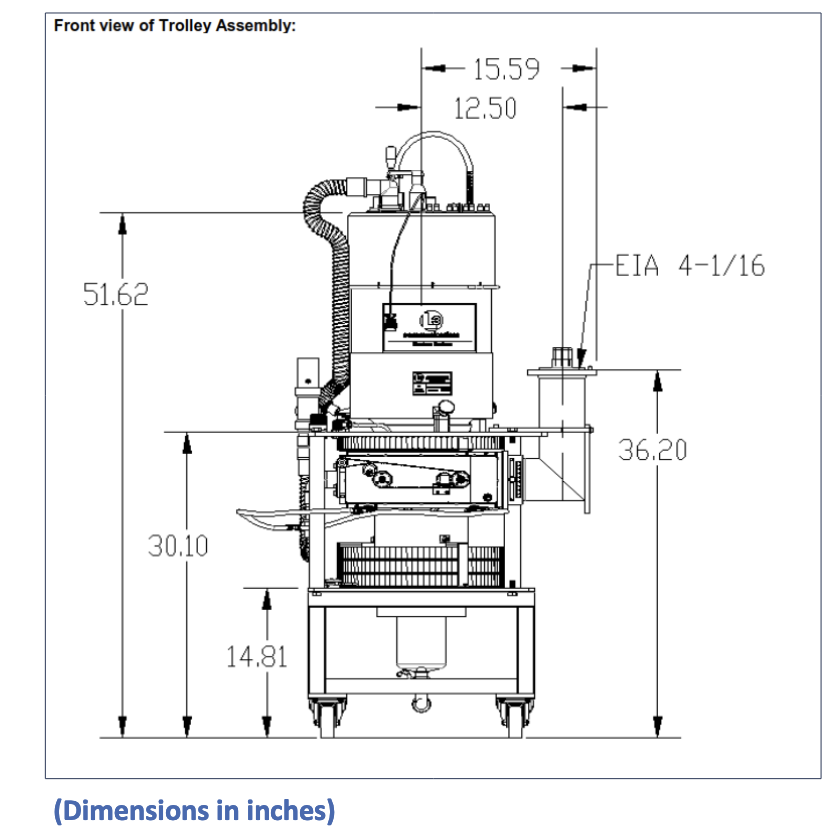 Front view of Trolley Assembly:
15.59
12.50
EIA 4-1/16
51.62
L3
36.20
30.10
14.81
(Dimensions in inches)